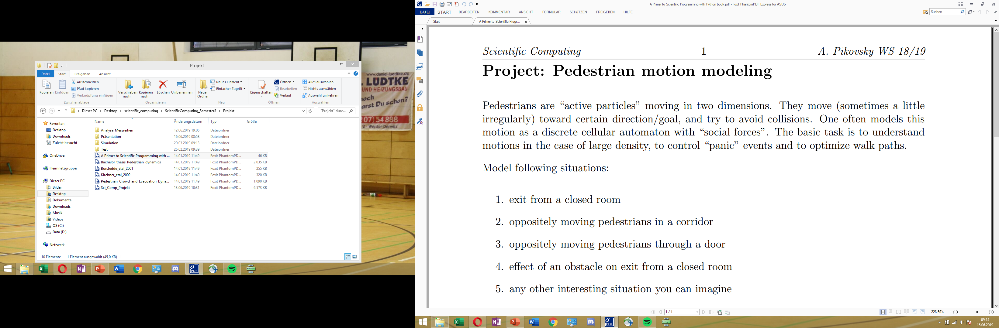 www.daniel-luedtke.de
LÜDTKE
UND HEIZUNGSBAU
noch
arst Du schon?
07) 54 888
- Werder-Derwitz
Projekt
Datei Start Freigeben Ansicht
Kopieren Einfügen Ausschneiden Pfad kopieren Verknüpfung einfügen
Verschieben nach Kopieren nach Löschen Umbenennen
Neuer Ordner Neues Element Einfacher Zugriff
Eigenschaften Öffnen Bearbeiten Verlauf
Alles auswählen Nichts auswählen Auswahl umkehren
Zwischenablage Organisieren Neu Öffnen Auswählen
Dieser PC Desktop scientific_computing ScientificComputing_Semester3 Projekt "Projekt" durc...
Favoriten
Desktop
Downloads
Zuletzt besucht
OneDrive
Heimnetzgruppe
Dieser PC
Bilder
Desktop
Dokumente
Downloads
Musik
Videos
OS (C:)
Data (D:)
Netzwerk
Name Änderungsdatum Typ Größe
Analyse_Messreihen 12.06.2019 19:05 Dateiordner
Präsentation 16.06.2019 08:58 Dateiordner
Simulation 20.03.2019 09:13 Dateiordner
Test 26.02.2019 09:39 Dateiordner
A Primer to Scientific Programming with ... 14.01.2019 11:49 Foxit PhantomPD... 46 KB
Bachelor_thesis_Pedestrian_dynamics 14.01.2019 11:49 Foxit PhantomPD... 2.035 KB
Burstedde_etal_2001 14.01.2019 11:49 Foxit PhantomPD... 255 KB
Kirchner_etal_2002 14.01.2019 11:49 Foxit PhantomPD... 320 KB
Pedestrian_Crowd_and_Evacuation_Dyna... 14.01.2019 11:49 Foxit PhantomPD... 1.090 KB
Sci_Comp_Projekt 13.06.2019 10:31 Foxit PhantomPD... 6.573 KB
10 Elemente 1 Element ausgewählt (45,0 KB)
A Primer to Scientific Programming with Python book.pdf - Foxit PhantomPDF Express for ASUS
DATEI START BEARBEITEN KOMMENTAR ANSICHT FORMULAR SCHüTZEN FREIGEBEN HILFE Suchen
Start A Primer to Scientific Progr...
Scientific Computing 1 A. Pikovsky WS 18/19
Project: Pedestrian motion modeling
Pedestrians are “active particles” moving in two dimensions. They move (sometimes a little
irregularly) toward certain direction/goal, and try to avoid collisions. One often models this
motion as a discrete cellular automaton with “social forces”. The basic task is to understand
motions in the case of large density, to control “panic” events and to optimize walk paths.
Model following situations:
1. exit from a closed room
2. oppositely moving pedestrians in a corridor
3. oppositely moving pedestrians through a door
4. effect of an obstacle on exit from a closed room
5. any other interesting situation you can imagine
1 / 1 226,59%
09:14
16.06.2019